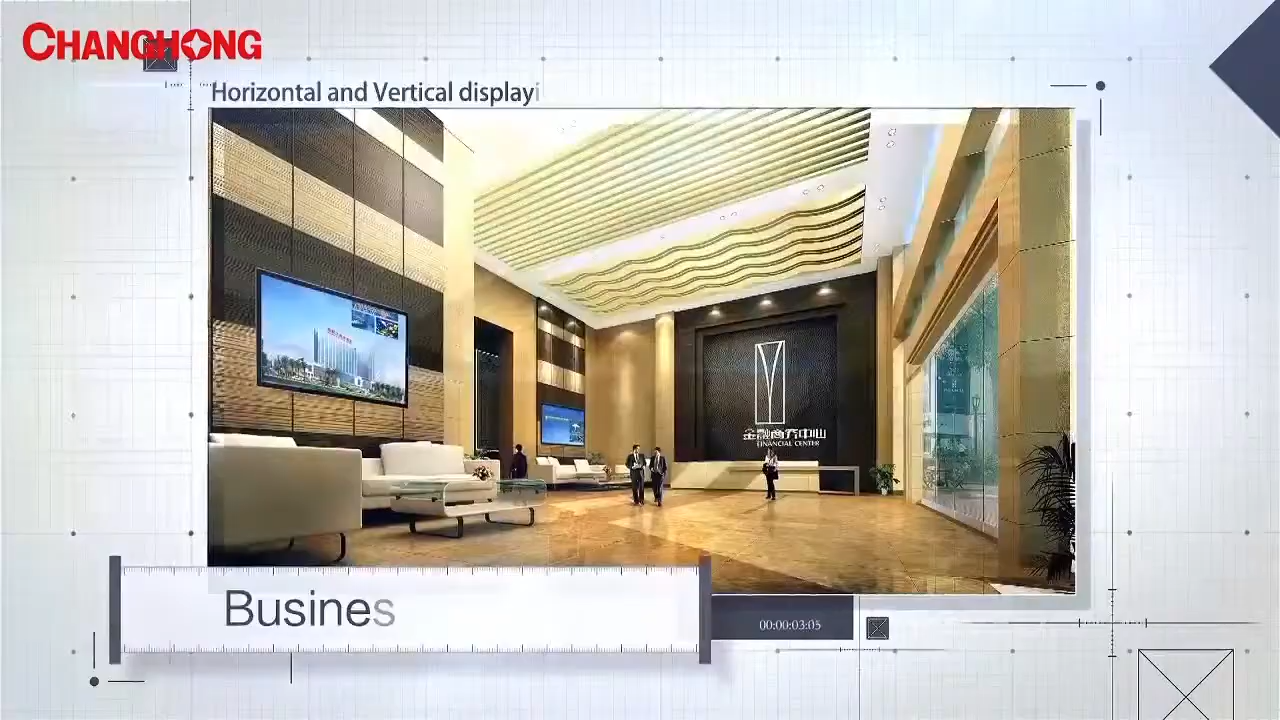 CHANGHONG
Horizontal and Vertical displayi
金融商务中心
FINANCIAL CENTER
Busines
00:00:03:05